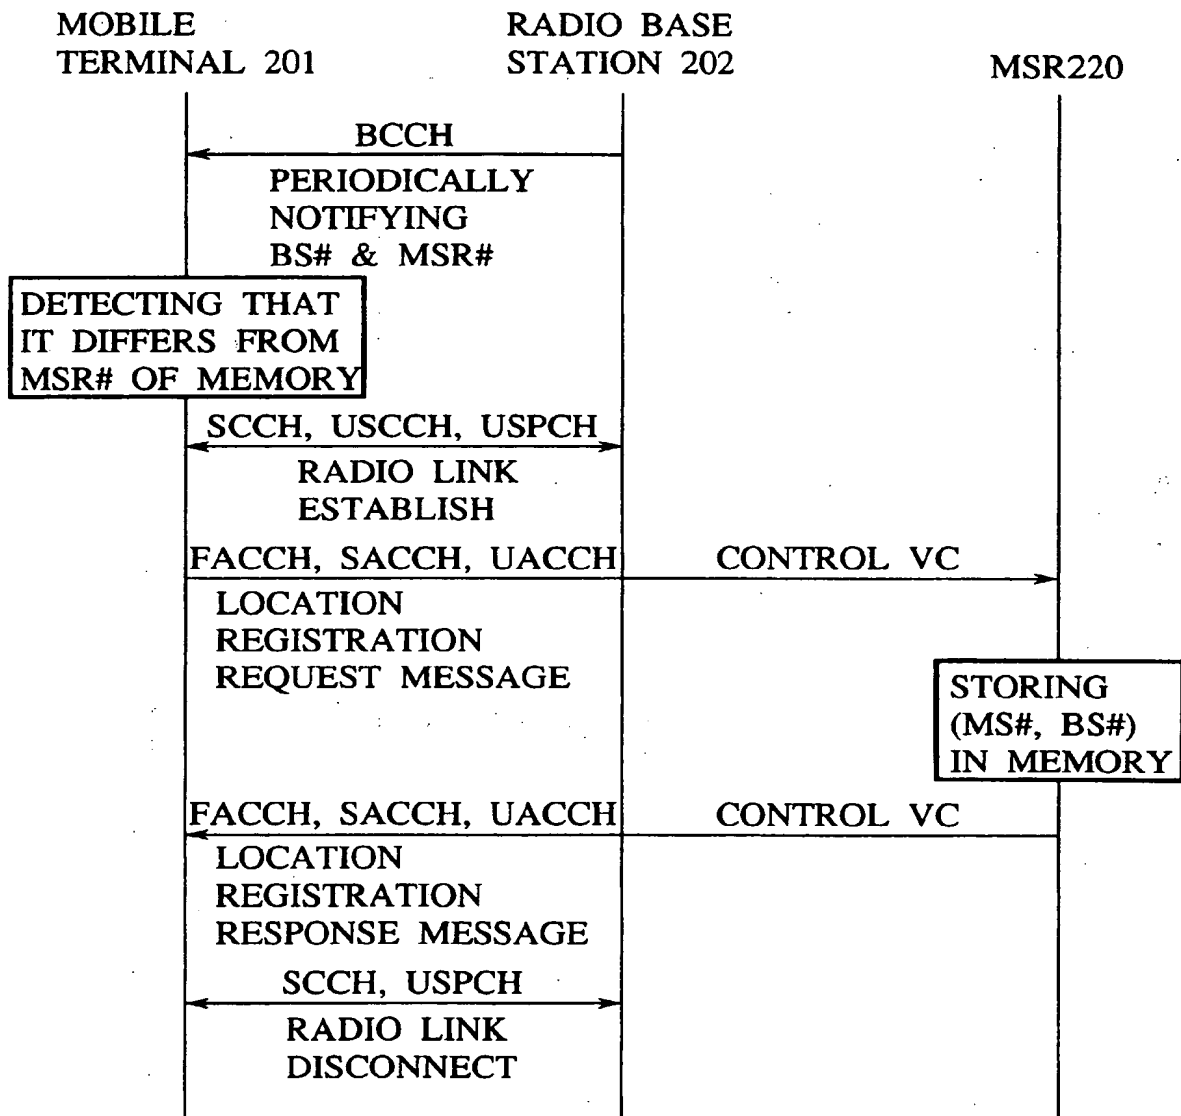 MOBILE
TERMINAL 201
RADIO BASE
STATION 202
MSR220
BCCH
PERIODICALLY
NOTIFYING
BS# & MSR#
DETECTING THAT
IT DIFFERS FROM
MSR# OF MEMORY
SCCH, USCCH, USPCH
RADIO LINK
ESTABLISH
FACCH, SACCH, UACCH
CONTROL VC
LOCATION
REGISTRATION
REQUEST MESSAGE
STORING
(MS#, BS#)
IN MEMORY
FACCH, SACCH, UACCH
CONTROL VC
LOCATION
REGISTRATION
RESPONSE MESSAGE
SCCH, USPCH
RADIO LINK
DISCONNECT